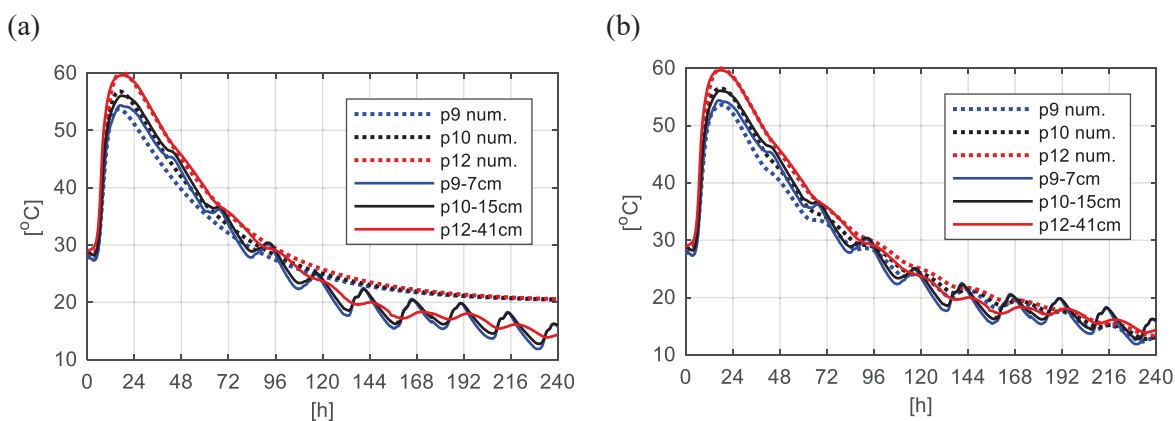 (a)
(b)
60
50
40
30
20
10
[°C]
0 24 48 72 96 120 144 168 192 216 240
[h]
p9 num.
p10 num.
p12 num.
p9-7cm
p10-15cm
p12-41cm
60
50
40
30
20
10
[°C]
0 24 48 72 96 120 144 168 192 216 240
[h]
p9 num.
p10 num.
p12 num.
p9-7cm
p10-15cm
p12-41cm